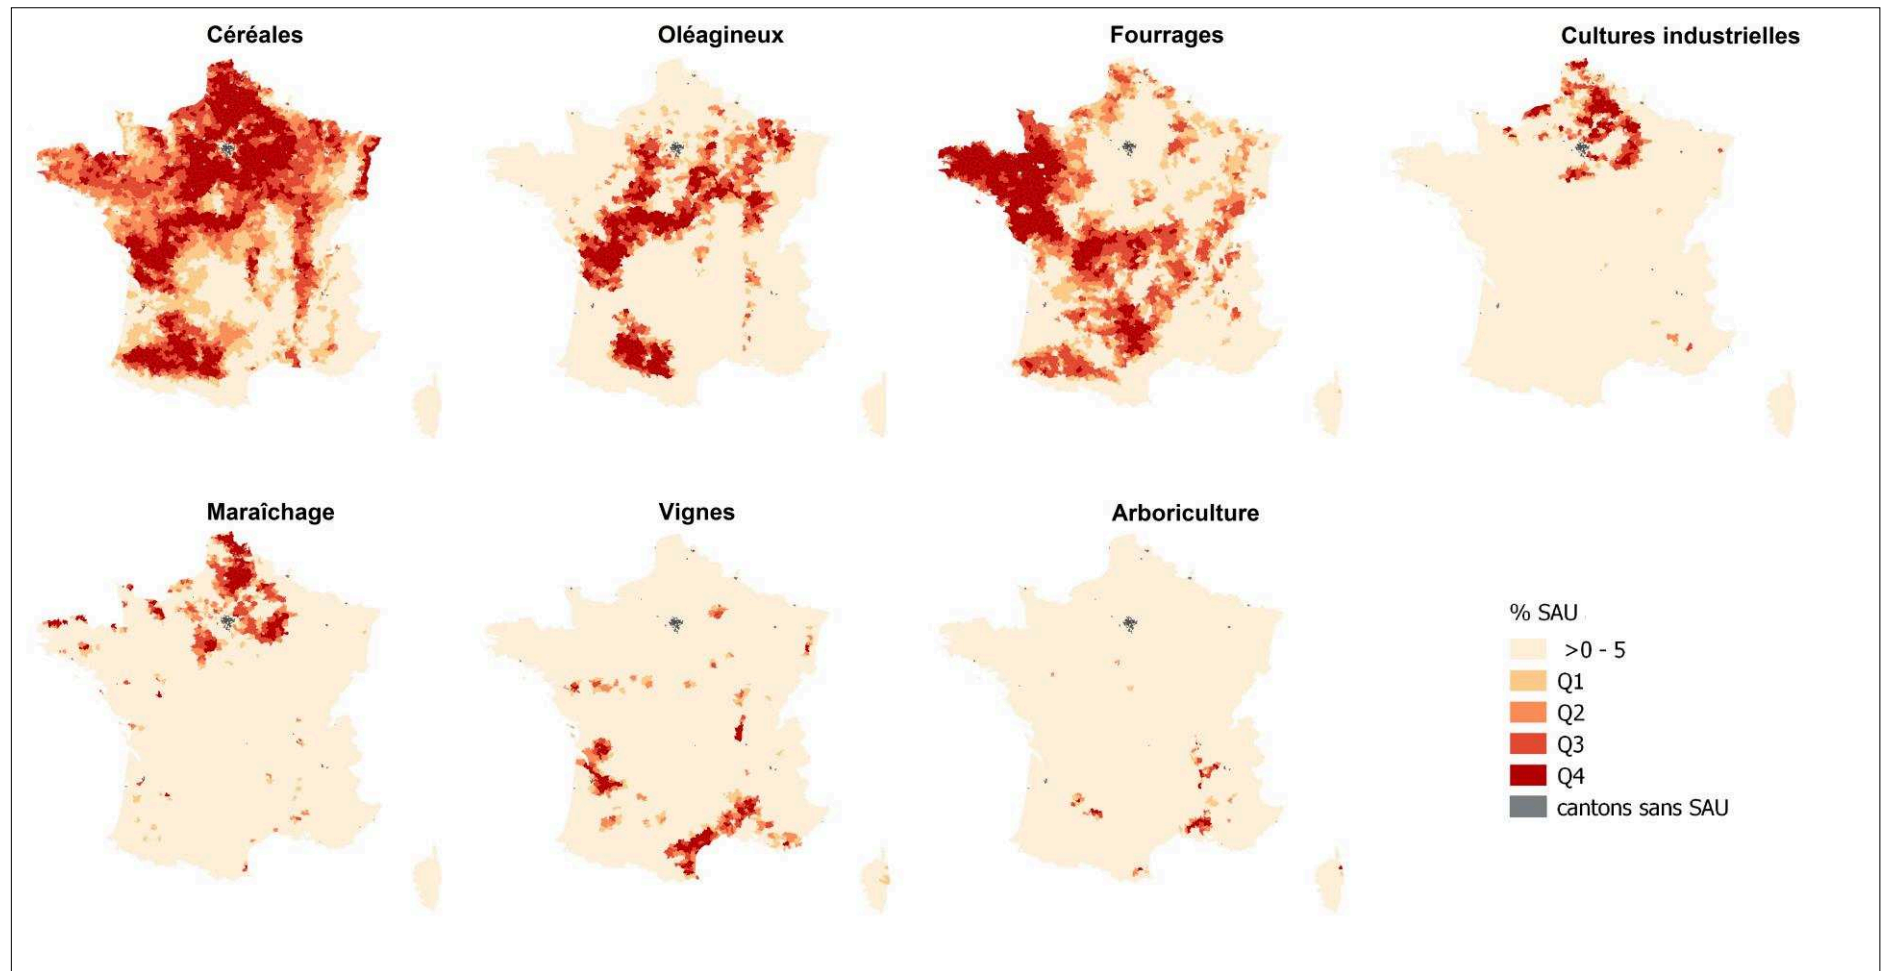 Céréales
Oléagineux
Fourrages
Cultures industrielles
Maraîchage
Vignes
Arboriculture
% SAU
>0 - 5
Q1
Q2
Q3
Q4
cantons sans SAU